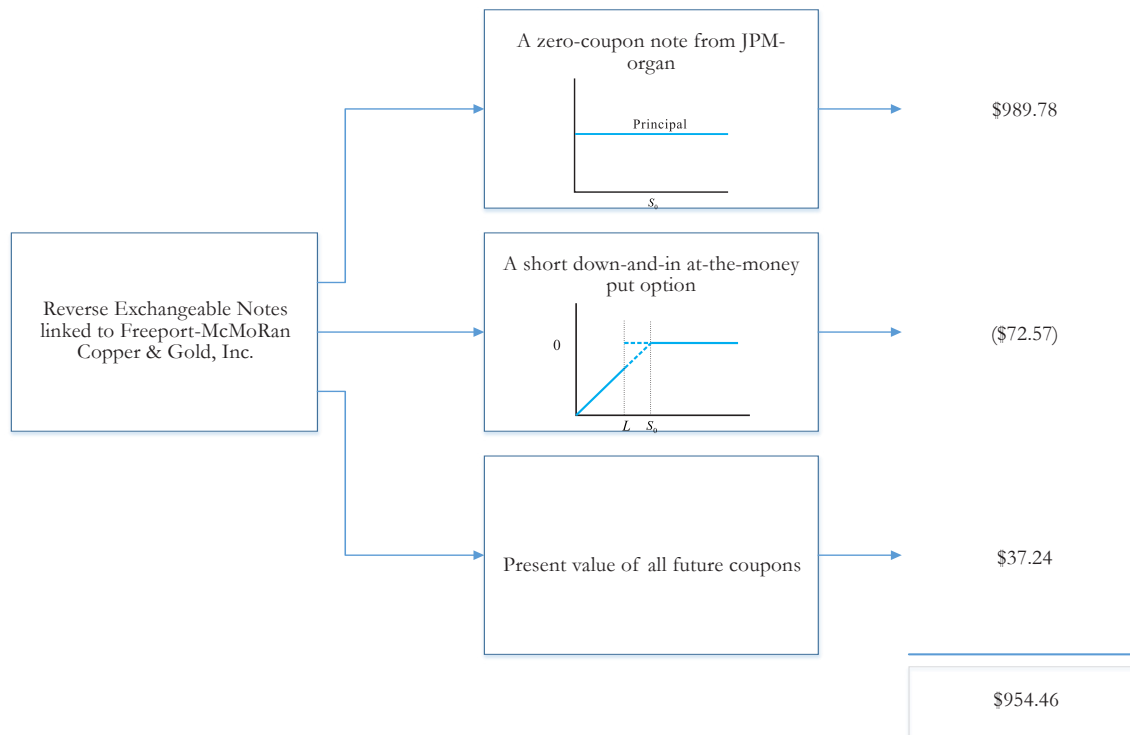 A zero-coupon note from JPM-
organ
Principal
S₀
$989.78
Reverse Exchangeable Notes
linked to Freeport-McMoRan
Copper & Gold, Inc.
A short down-and-in at-the-money
put option
0
L S₀
($72.57)
Present value of all future coupons
$37.24
$954.46